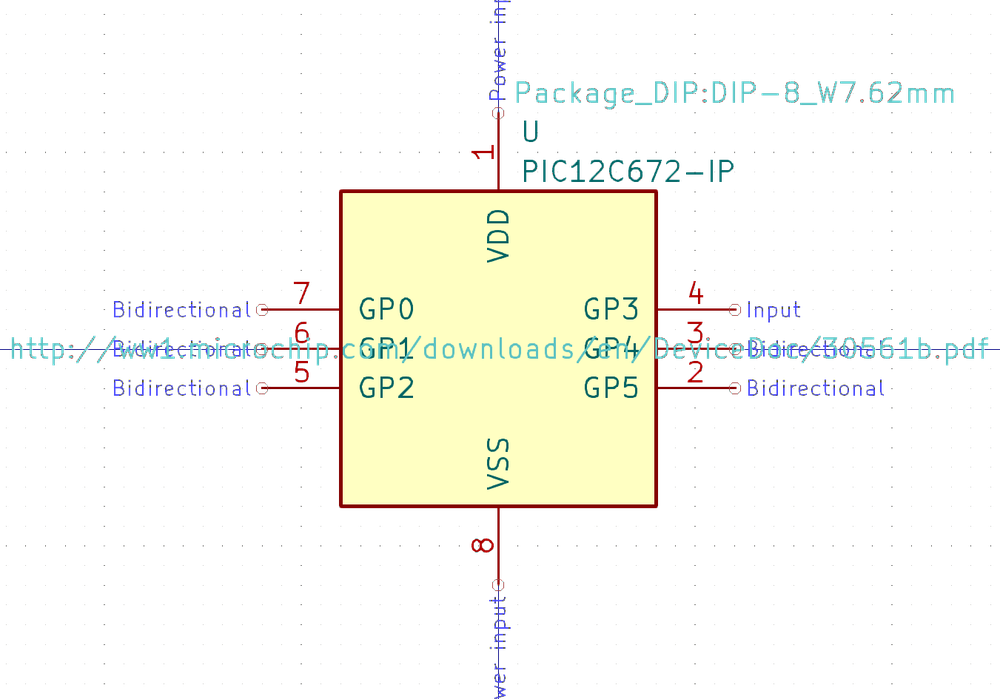 Power inp
Package_DIP:DIP-8_W7.62mm
U
1
PIC12C672-IP
VDD
7 4
Bidirectional GP0 GP3 Input
6 3
Bidirectional GP1 GP4 Bidirectional
http://ww1.microchip.com/downloads/en/DeviceDoc/30561b.pdf
5 2
Bidirectional GP2 GP5 Bidirectional
VSS
8
wer input